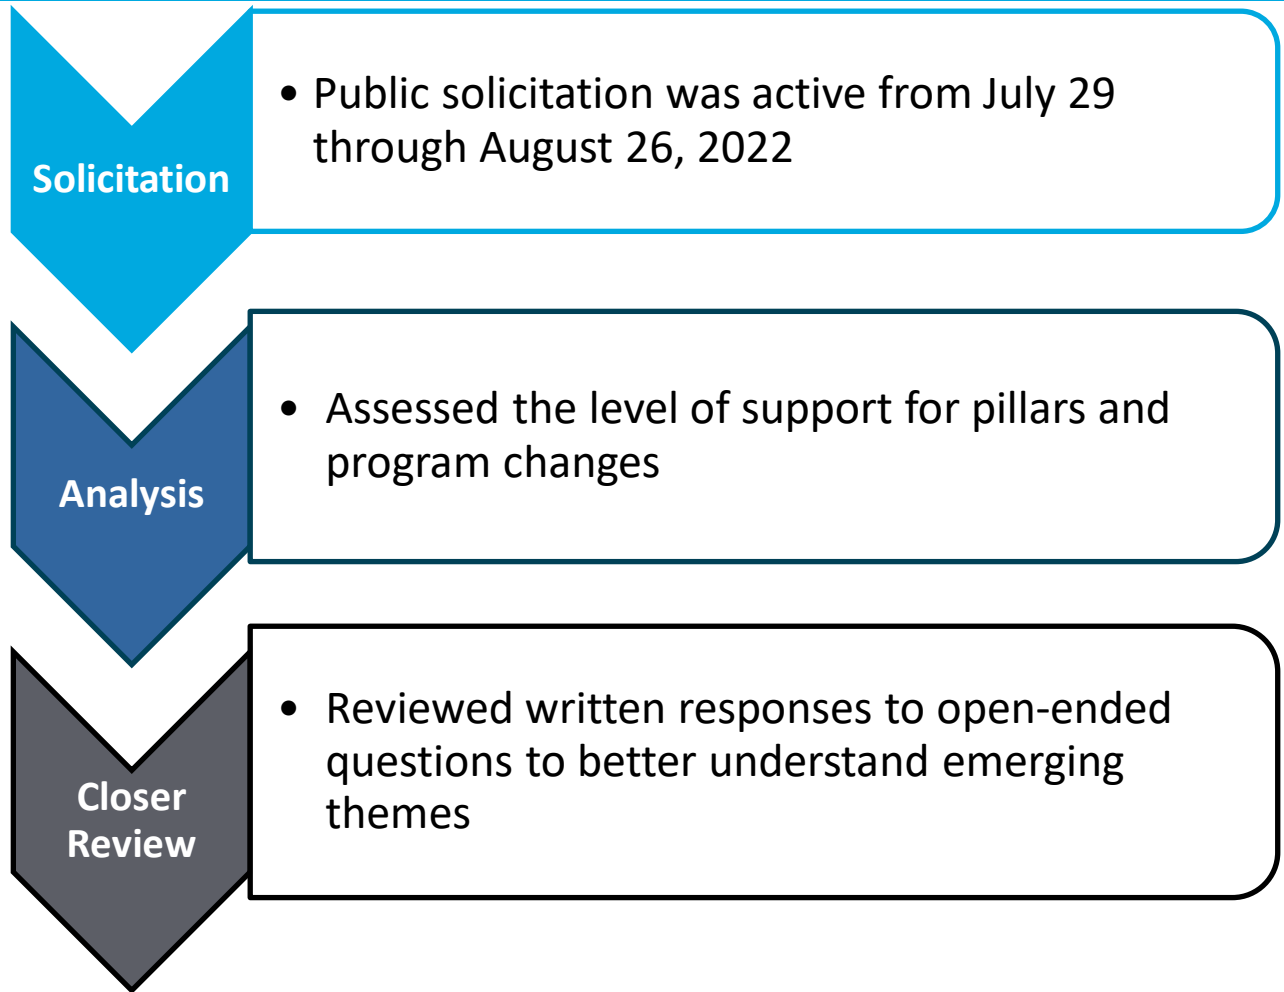 • Public solicitation was active from July 29
through August 26, 2022
Solicitation
• Assessed the level of support for pillars and
program changes
Analysis
• Reviewed written responses to open-ended
questions to better understand emerging
themes
Closer
Review